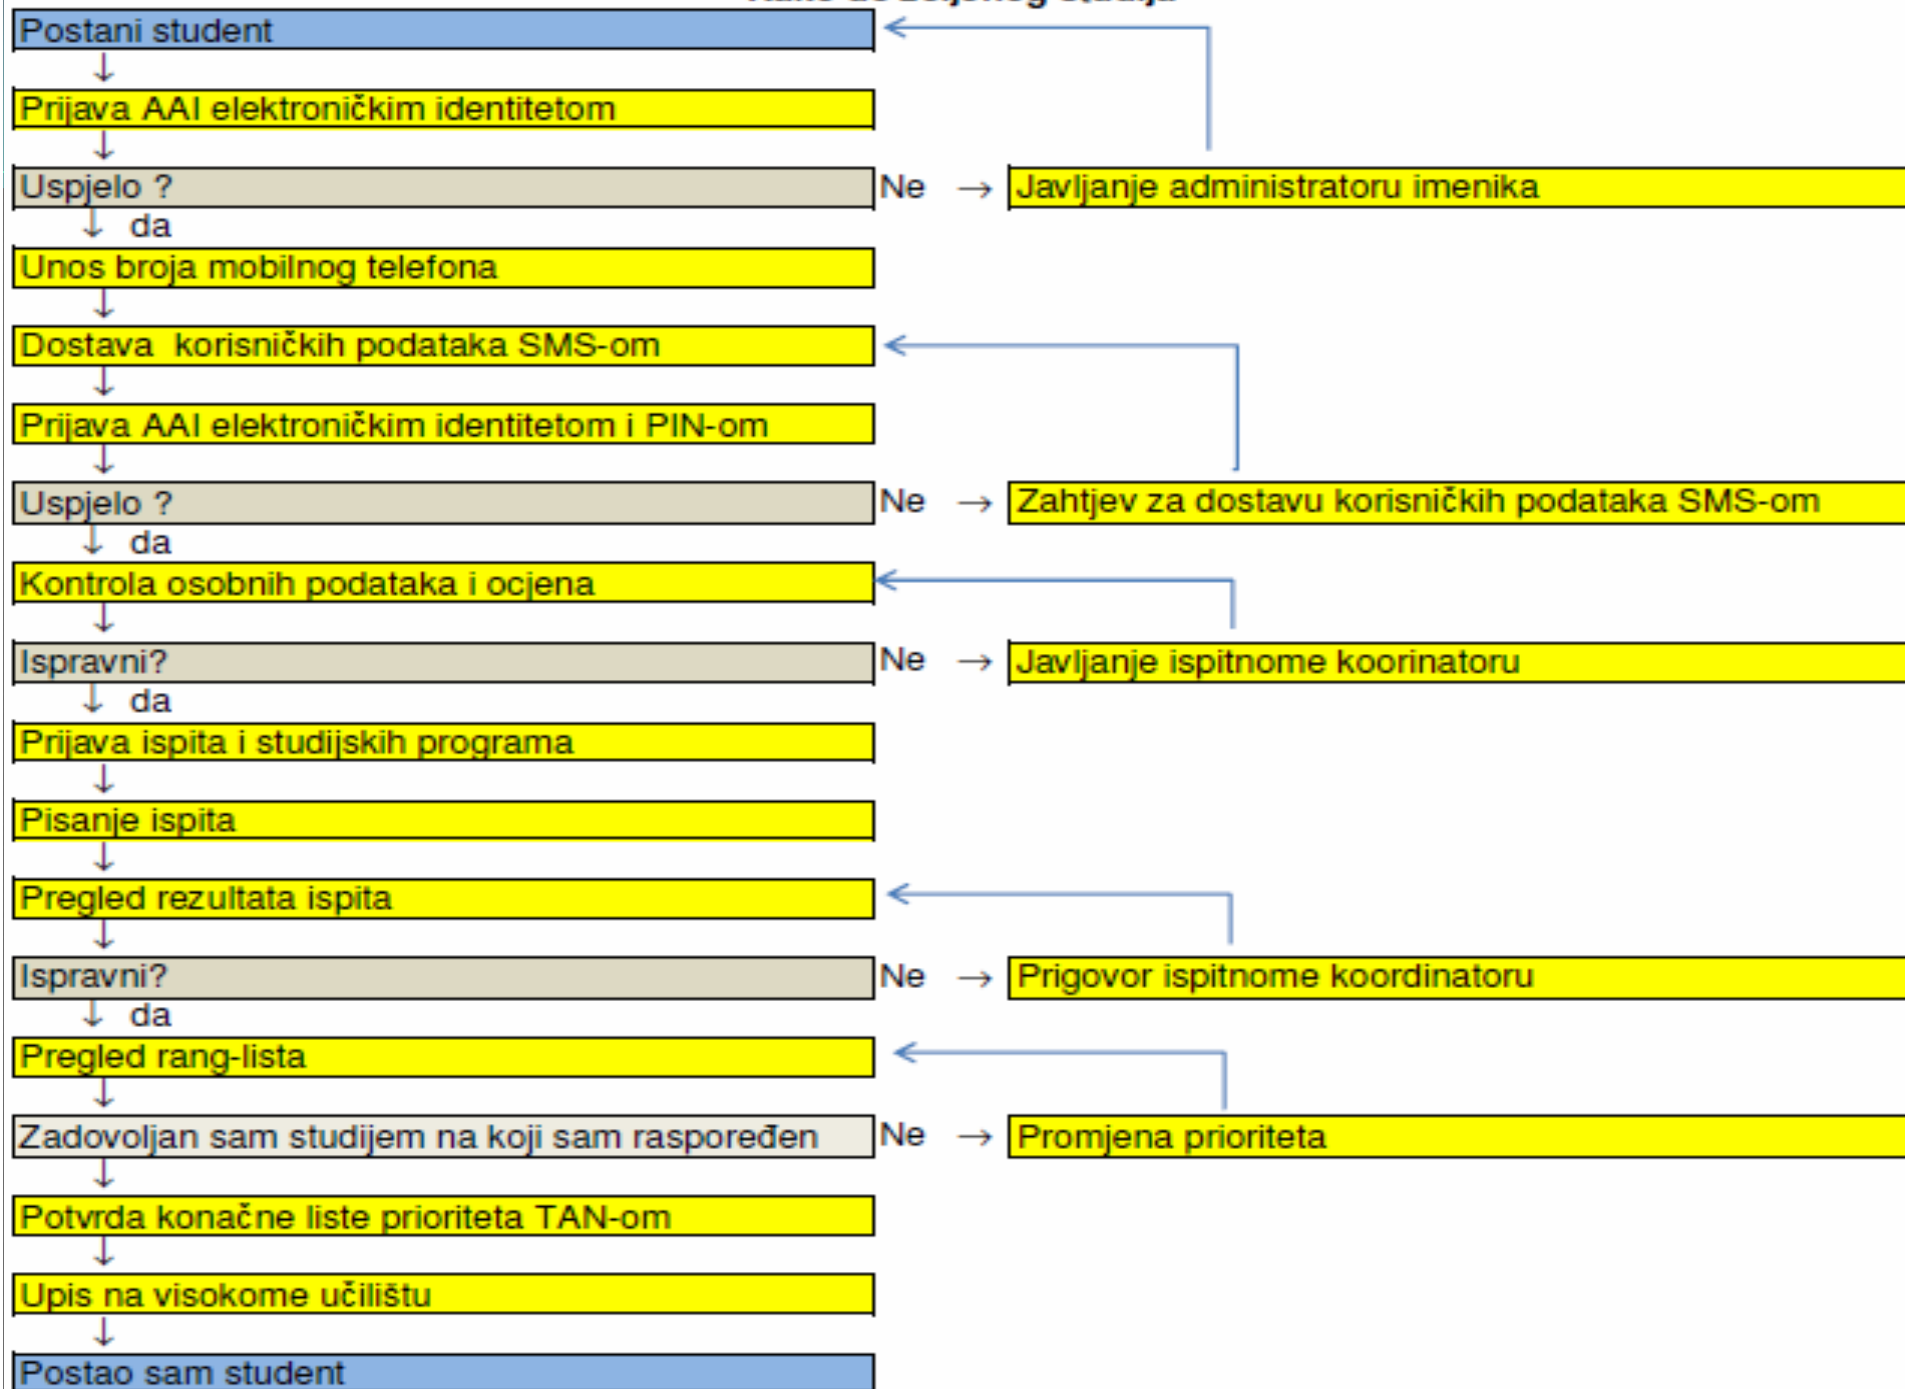 Postani student
↓
Prijava AAI elektroničkim identitetom
↓
Uspjelo ? Ne → Javljanje administratoru imenika
↓ da
Unos broja mobilnog telefona
↓
Dostava korisničkih podataka SMS-om
↓
Prijava AAI elektroničkim identitetom i PIN-om
↓
Uspjelo ? Ne → Zahtjev za dostavu korisničkih podataka SMS-om
↓ da
Kontrola osobnih podataka i ocjena
↓
Ispravni? Ne → Javljanje ispitnome koorinatoru
↓ da
Prijava ispita i studijskih programa
↓
Pisanje ispita
↓
Pregled rezultata ispita
↓
Ispravni? Ne → Prigovor ispitnome koordinatoru
↓ da
Pregled rang-lista
↓
Zadovoljan sam studijem na koji sam raspoređen Ne → Promjena prioriteta
↓
Potvrda konačne liste prioriteta TAN-om
↓
Upis na visokome učilištu
↓
Postao sam student